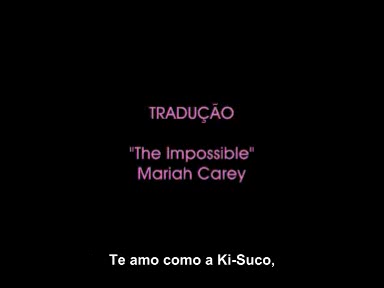 TRADUÇÃO
"The Impossible"
Mariah Carey
Te amo como a Ki-Suco,